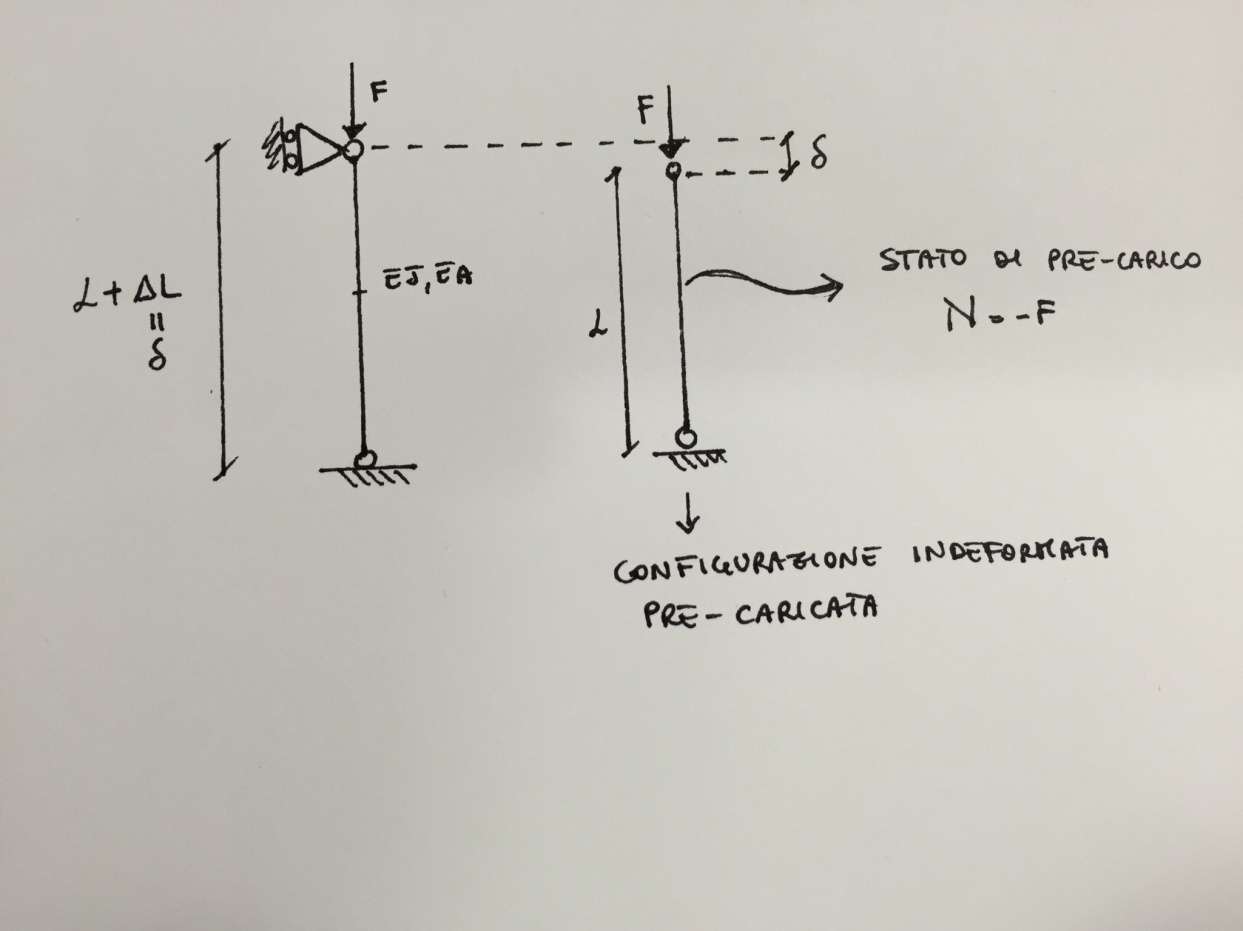 F
F
δ
EJ, EA
L + ΔL
=
δ
L
STATO DI PRE-CARICO
N = -F
CONFIGURAZIONE INDEFORMATA
PRE-CARICATA